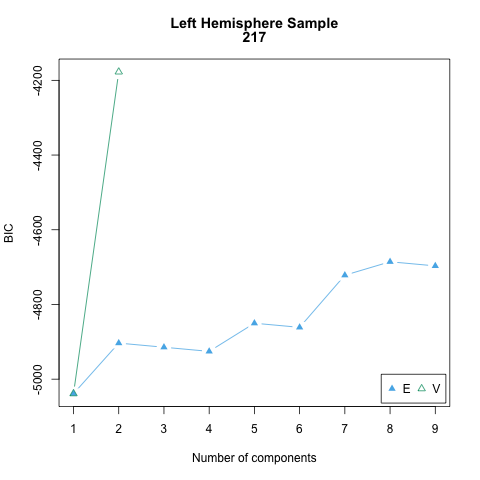 Left Hemisphere Sample
217
BIC
-4200
-4400
-4600
-4800
-5000
1 2 3 4 5 6 7 8 9
Number of components
E V